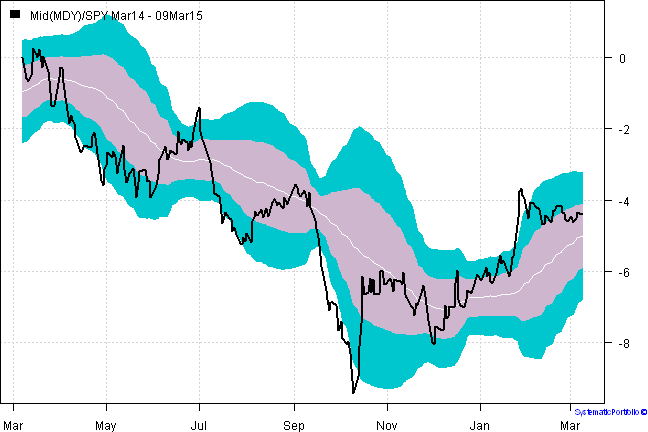 Mid(MDY)/SPY Mar14 - 09Mar15
0
-2
-4
-6
-8
Mar May Jul Sep Nov Jan Mar
SystematicPortfolio ©